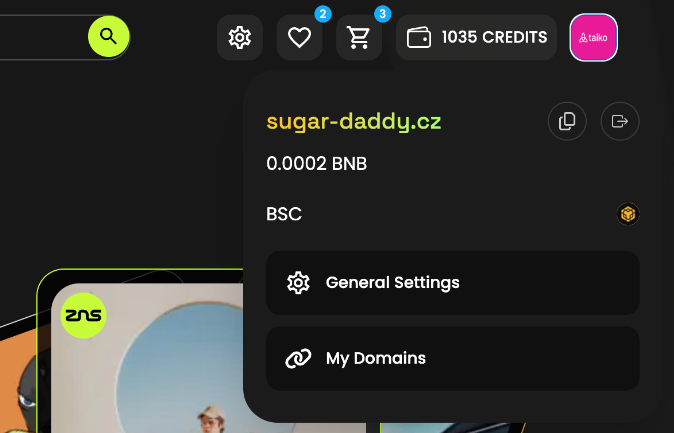 2
3
1035 CREDITS
taiko
sugar-daddy.cz
0.0002 BNB
BSC
General Settings
ZNS
My Domains